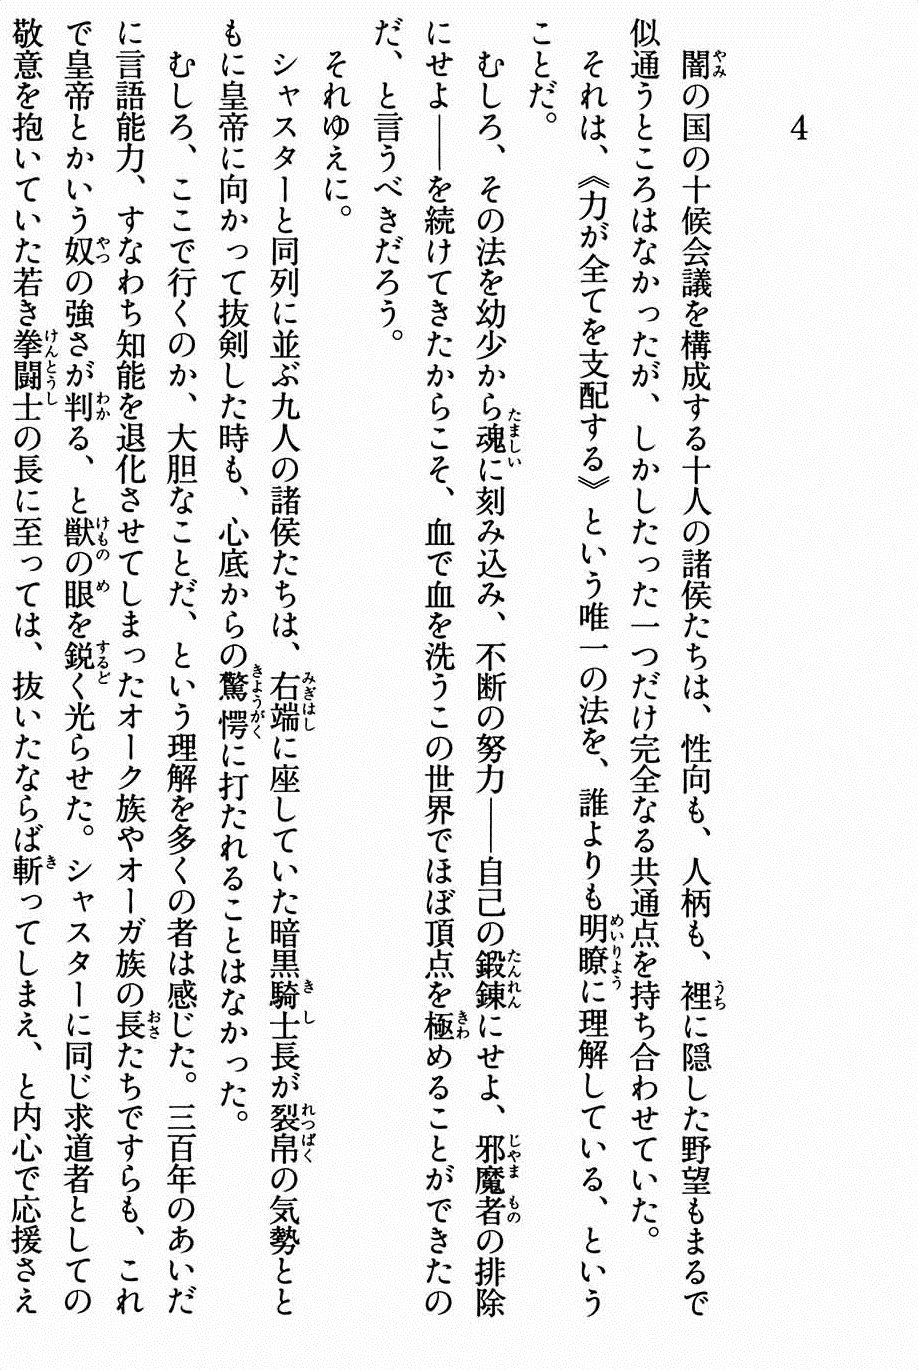 4
闇の国の十候会議を構成する十人の諸侯たちは、性向も、人柄も、裡に隠した野望もまるで
似通うところはなかったが、しかしたった一つだけ完全なる共通点を持ち合わせていた。
それは、《力が全てを支配する》という唯一の法を、誰よりも明瞭に理解している、という
ことだ。
むしろ、その法を幼少から魂に刻み込み、不断の努力――自己の鍛錬にせよ、邪魔者の排除
にせよ――を続けてきたからこそ、血で血を洗うこの世界でほぼ頂点を極めることができたの
だ、と言うべきだろう。
それゆえに。
シャスターと同列に並ぶ九人の諸侯たちは、右端に座していた暗黒騎士長が裂帛の気勢とと
もに皇帝に向かって抜剣した時も、心底からの驚愕に打たれることはなかった。
むしろ、ここで行くのか、大胆なことだ、という理解を多くの者は感じた。三百年のあいだ
に言語能力、すなわち知能を退化させてしまったオーク族やオーガ族の長たちですらも、これ
で皇帝とかいう奴の強さが判る、と獣の眼を鋭く光らせた。シャスターに同じ求道者としての
敬意を抱いていた若き拳闘士の長に至っては、抜いたならば斬ってしまえ、と内心で応援さえ